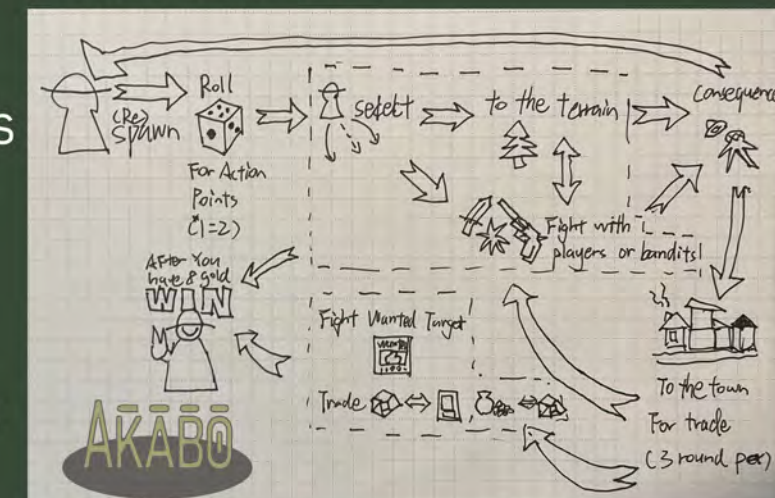 s
(Re)
spawn
Roll
For Action
Points
(1=2)
select
to the terrain
Consequence
Fight with
players or bandits
After You
have 8 gold
WIN
Fight Wanted Target
WANTED
Trade
To the town
For trade
(3 round per)
AKABO